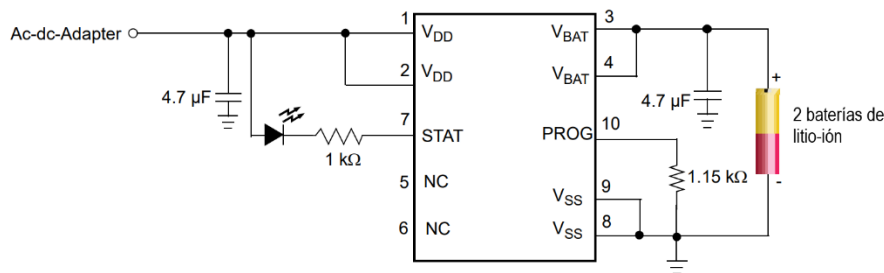 Ac-dc-Adapter
4.7 µF
1 kΩ
1
V_DD
2
V_DD
7
STAT
5
NC
6
NC
3
V_BAT
4
V_BAT
10
PROG
9
V_SS
8
V_SS
4.7 µF
1.15 kΩ
+
-
2 baterías de
litio-ión